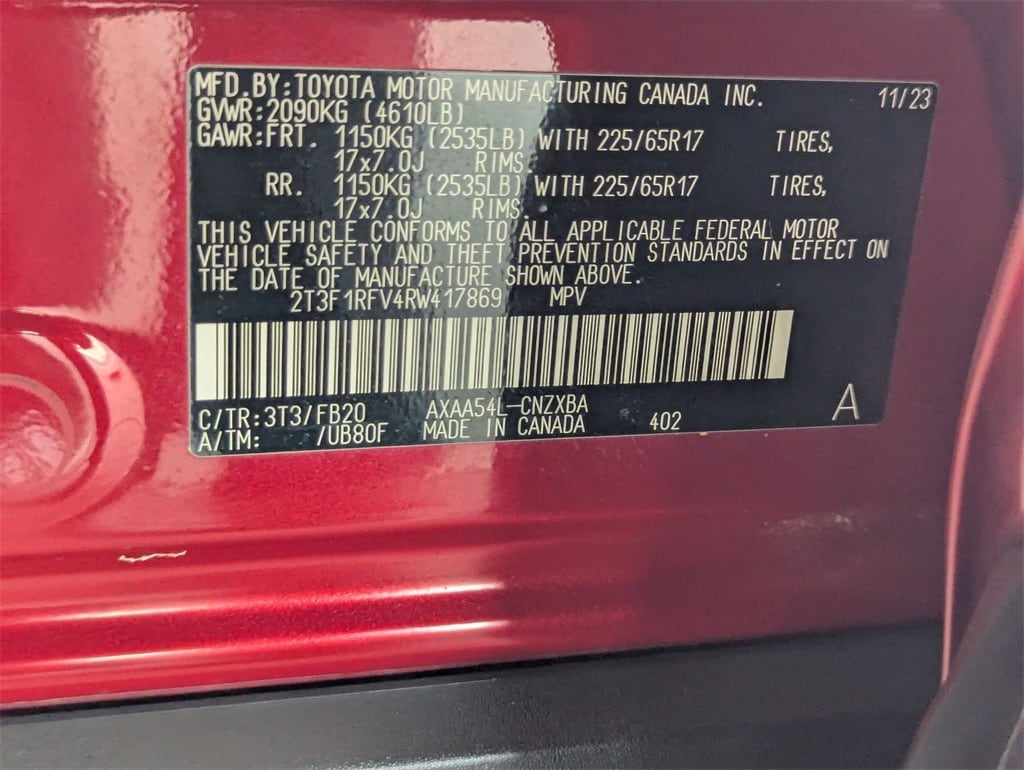 MFD.BY:TOYOTA MOTOR MANUFACTURING CANADA INC. 11/23
GVWR:2090KG (4610LB)
GAWR:FRT. 1150KG (2535LB) WITH 225/65R17 TIRES,
17x7.0J RIMS.
RR. 1150KG (2535LB) WITH 225/65R17 TIRES,
17x7.0J RIMS.
THIS VEHICLE CONFORMS TO ALL APPLICABLE FEDERAL MOTOR
VEHICLE SAFETY AND THEFT PREVENTION STANDARDS IN EFFECT ON
THE DATE OF MANUFACTURE SHOWN ABOVE.
2T3F1RFV4RW417869 MPV
C/TR:3T3/FB20 AXAA54L-CNZXBA A
A/TM: /UB80F MADE IN CANADA 402